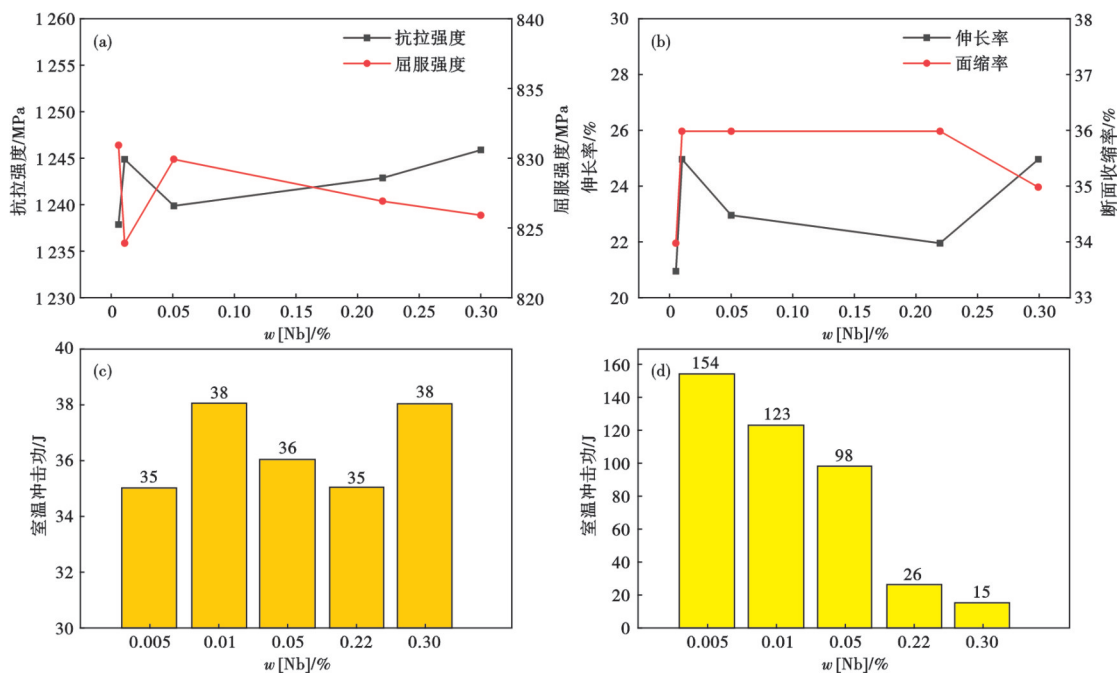 (a)
抗拉强度
屈服强度
1 260
1 255
1 250
1 245
1 240
1 235
1 230
抗拉强度/MPa
840
835
830
825
820
屈服强度/MPa
0 0.05 0.10 0.15 0.20 0.25 0.30
w [Nb]/%
(b)
伸长率
面缩率
30
28
26
24
22
20
伸长率/%
38
37
36
35
34
33
断面收缩率/%
0 0.05 0.10 0.15 0.20 0.25 0.30
w [Nb]/%
(c)
40
38
36
34
32
30
室温冲击功/J
35 38 36 35 38
0.005 0.01 0.05 0.22 0.30
w [Nb]/%
(d)
160
140
120
100
80
60
40
20
0
室温冲击功/J
154 123 98 26 15
0.005 0.01 0.05 0.22 0.30
w [Nb]/%